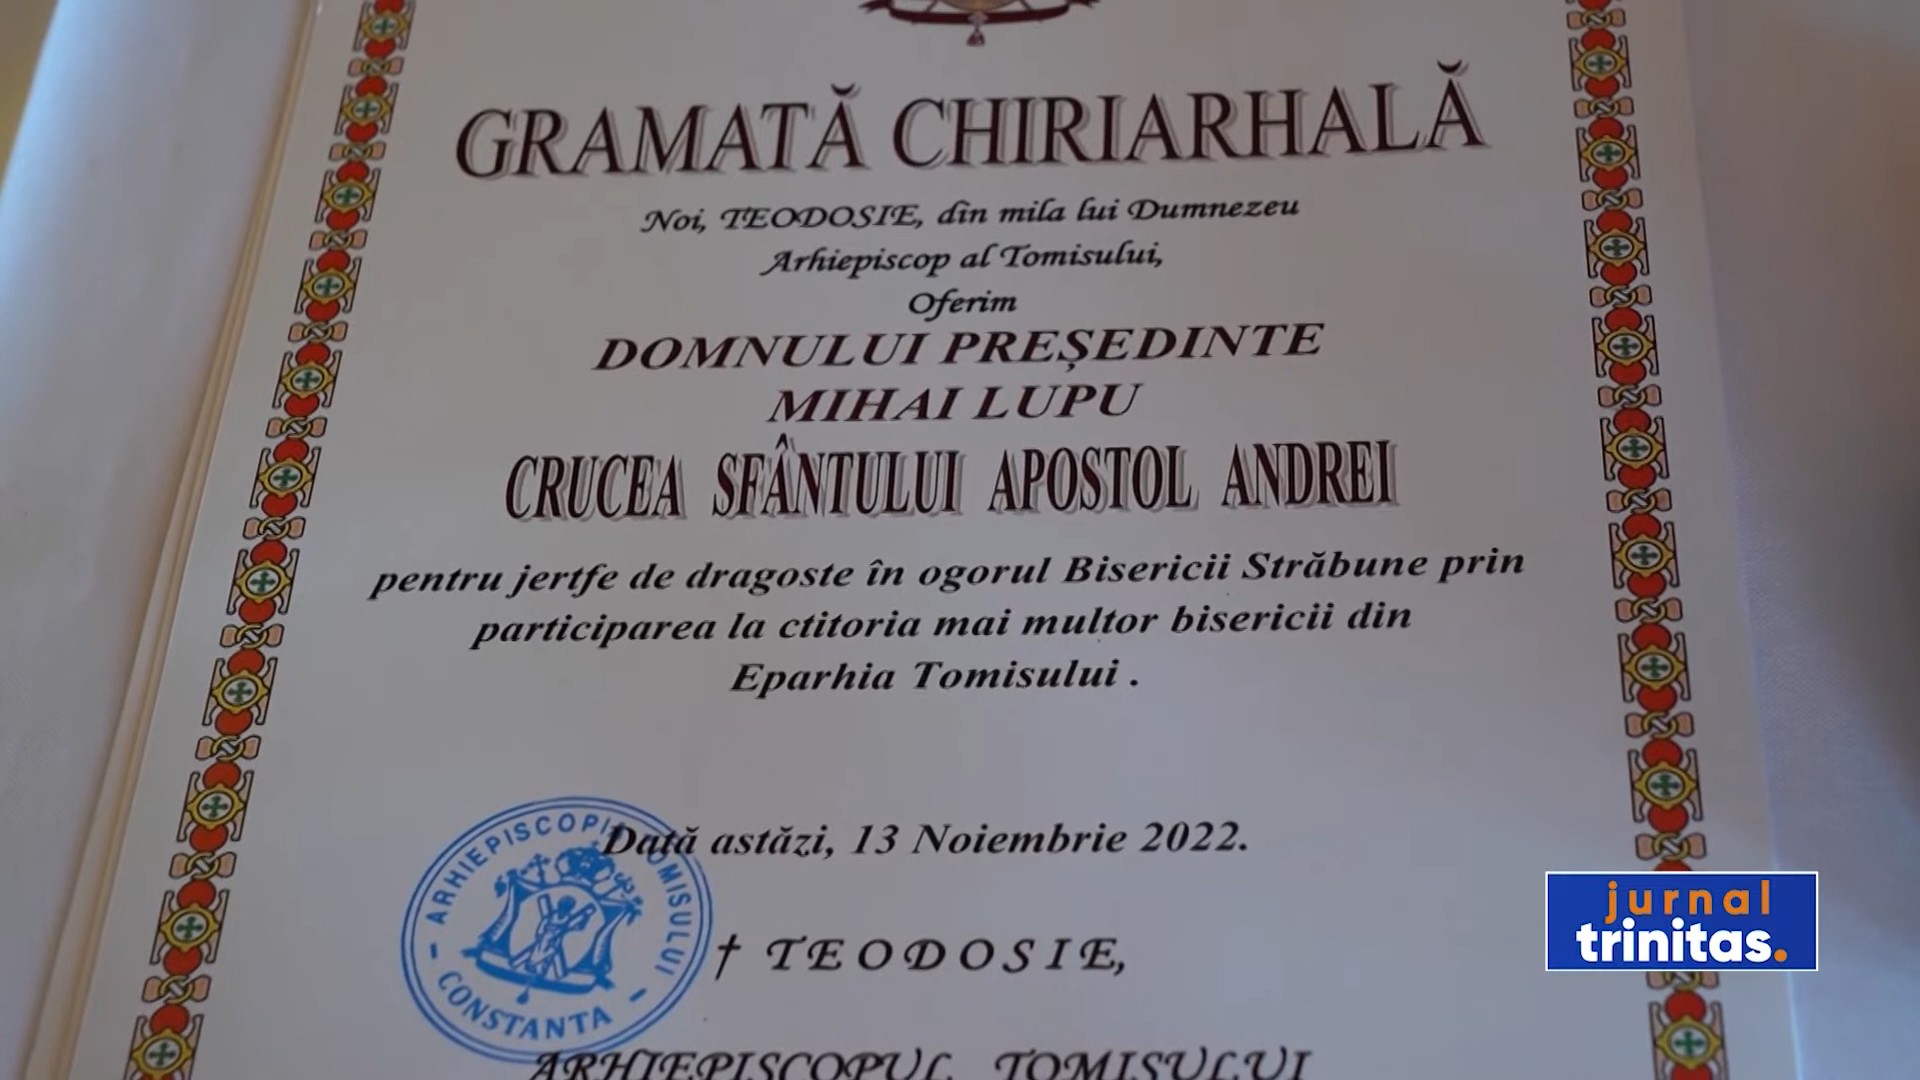 GRAMATĂ CHIRIARHALĂ
Noi, TEODOSIE, din mila lui Dumnezeu
Arhiepiscop al Tomisului,
Oferim
DOMNULUI PREȘEDINTE
MIHAI LUPU
CRUCEA SFÂNTULUI APOSTOL ANDREI
pentru jertfe de dragoste în ogorul Bisericii Străbune prin
participarea la ctitoria mai multor bisericii din
Eparhia Tomisului .
Dată astăzi, 13 Noiembrie 2022.
ARHIEPISCOPIA TOMISULUI
- CONSTANTA -
† TEODOSIE,
ARHIEPISCOPUL TOMISULUI
jurnal
trinitas.